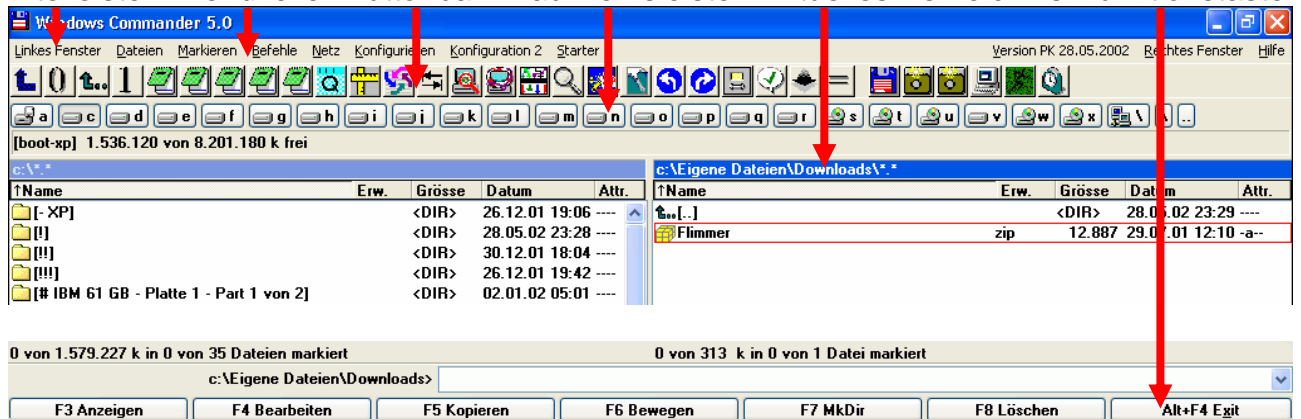 Windows Commander 5.0
Linkes Fenster Dateien Markieren Befehle Netz Konfigurieren Konfiguration 2 Starter Version PK 28.05.2002 Rechtes Fenster Hilfe
a c d e f g h i j k l m n o p q r s t u v w x \ \ ..
[boot-xp] 1.536.120 von 8.201.180 k frei
c:\*.* c:\Eigene Dateien\Downloads\*.*
↑Name Erw. Grösse Datum Attr. ↑Name Erw. Grösse Datum Attr.
[- XP] <DIR> 26.12.01 19:06 ---- [..] <DIR> 28.05.02 23:29 ----
[!] <DIR> 28.05.02 23:28 ---- Flimmer zip 12.887 29.07.01 12:10 -a--
[!!] <DIR> 30.12.01 18:04 ----
[!!!] <DIR> 26.12.01 19:42 ----
[# IBM 61 GB - Platte 1 - Part 1 von 2] <DIR> 02.01.02 05:01 ----
0 von 1.579.227 k in 0 von 35 Dateien markiert 0 von 313 k in 0 von 1 Datei markiert
c:\Eigene Dateien\Downloads>
F3 Anzeigen F4 Bearbeiten F5 Kopieren F6 Bewegen F7 MkDir F8 Löschen Alt+F4 Exit